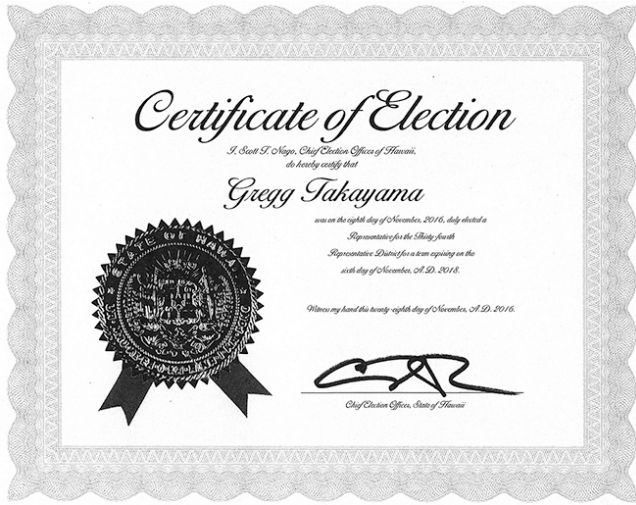 Certificate of Election
I, Scott T. Nago, Chief Election Officer of Hawaii,
do hereby certify that
Gregg Takayama
was on the eighth day of November, 2016, duly elected a
Representative for the Thirty-fourth
Representative District for a term expiring on the
sixth day of November, A.D. 2018.
Witness my hand this twenty-eighth day of November, A.D. 2016.
STATE OF HAWAII
Chief Election Officer, State of Hawaii